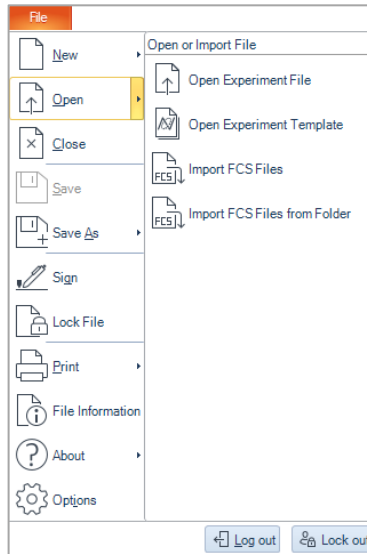 File
New
Open
Close
Save
Save As
Sign
Lock File
Print
File Information
About
Options
Open or Import File
Open Experiment File
Open Experiment Template
FCS
Import FCS Files
FCS
Import FCS Files from Folder
Log out
Lock out